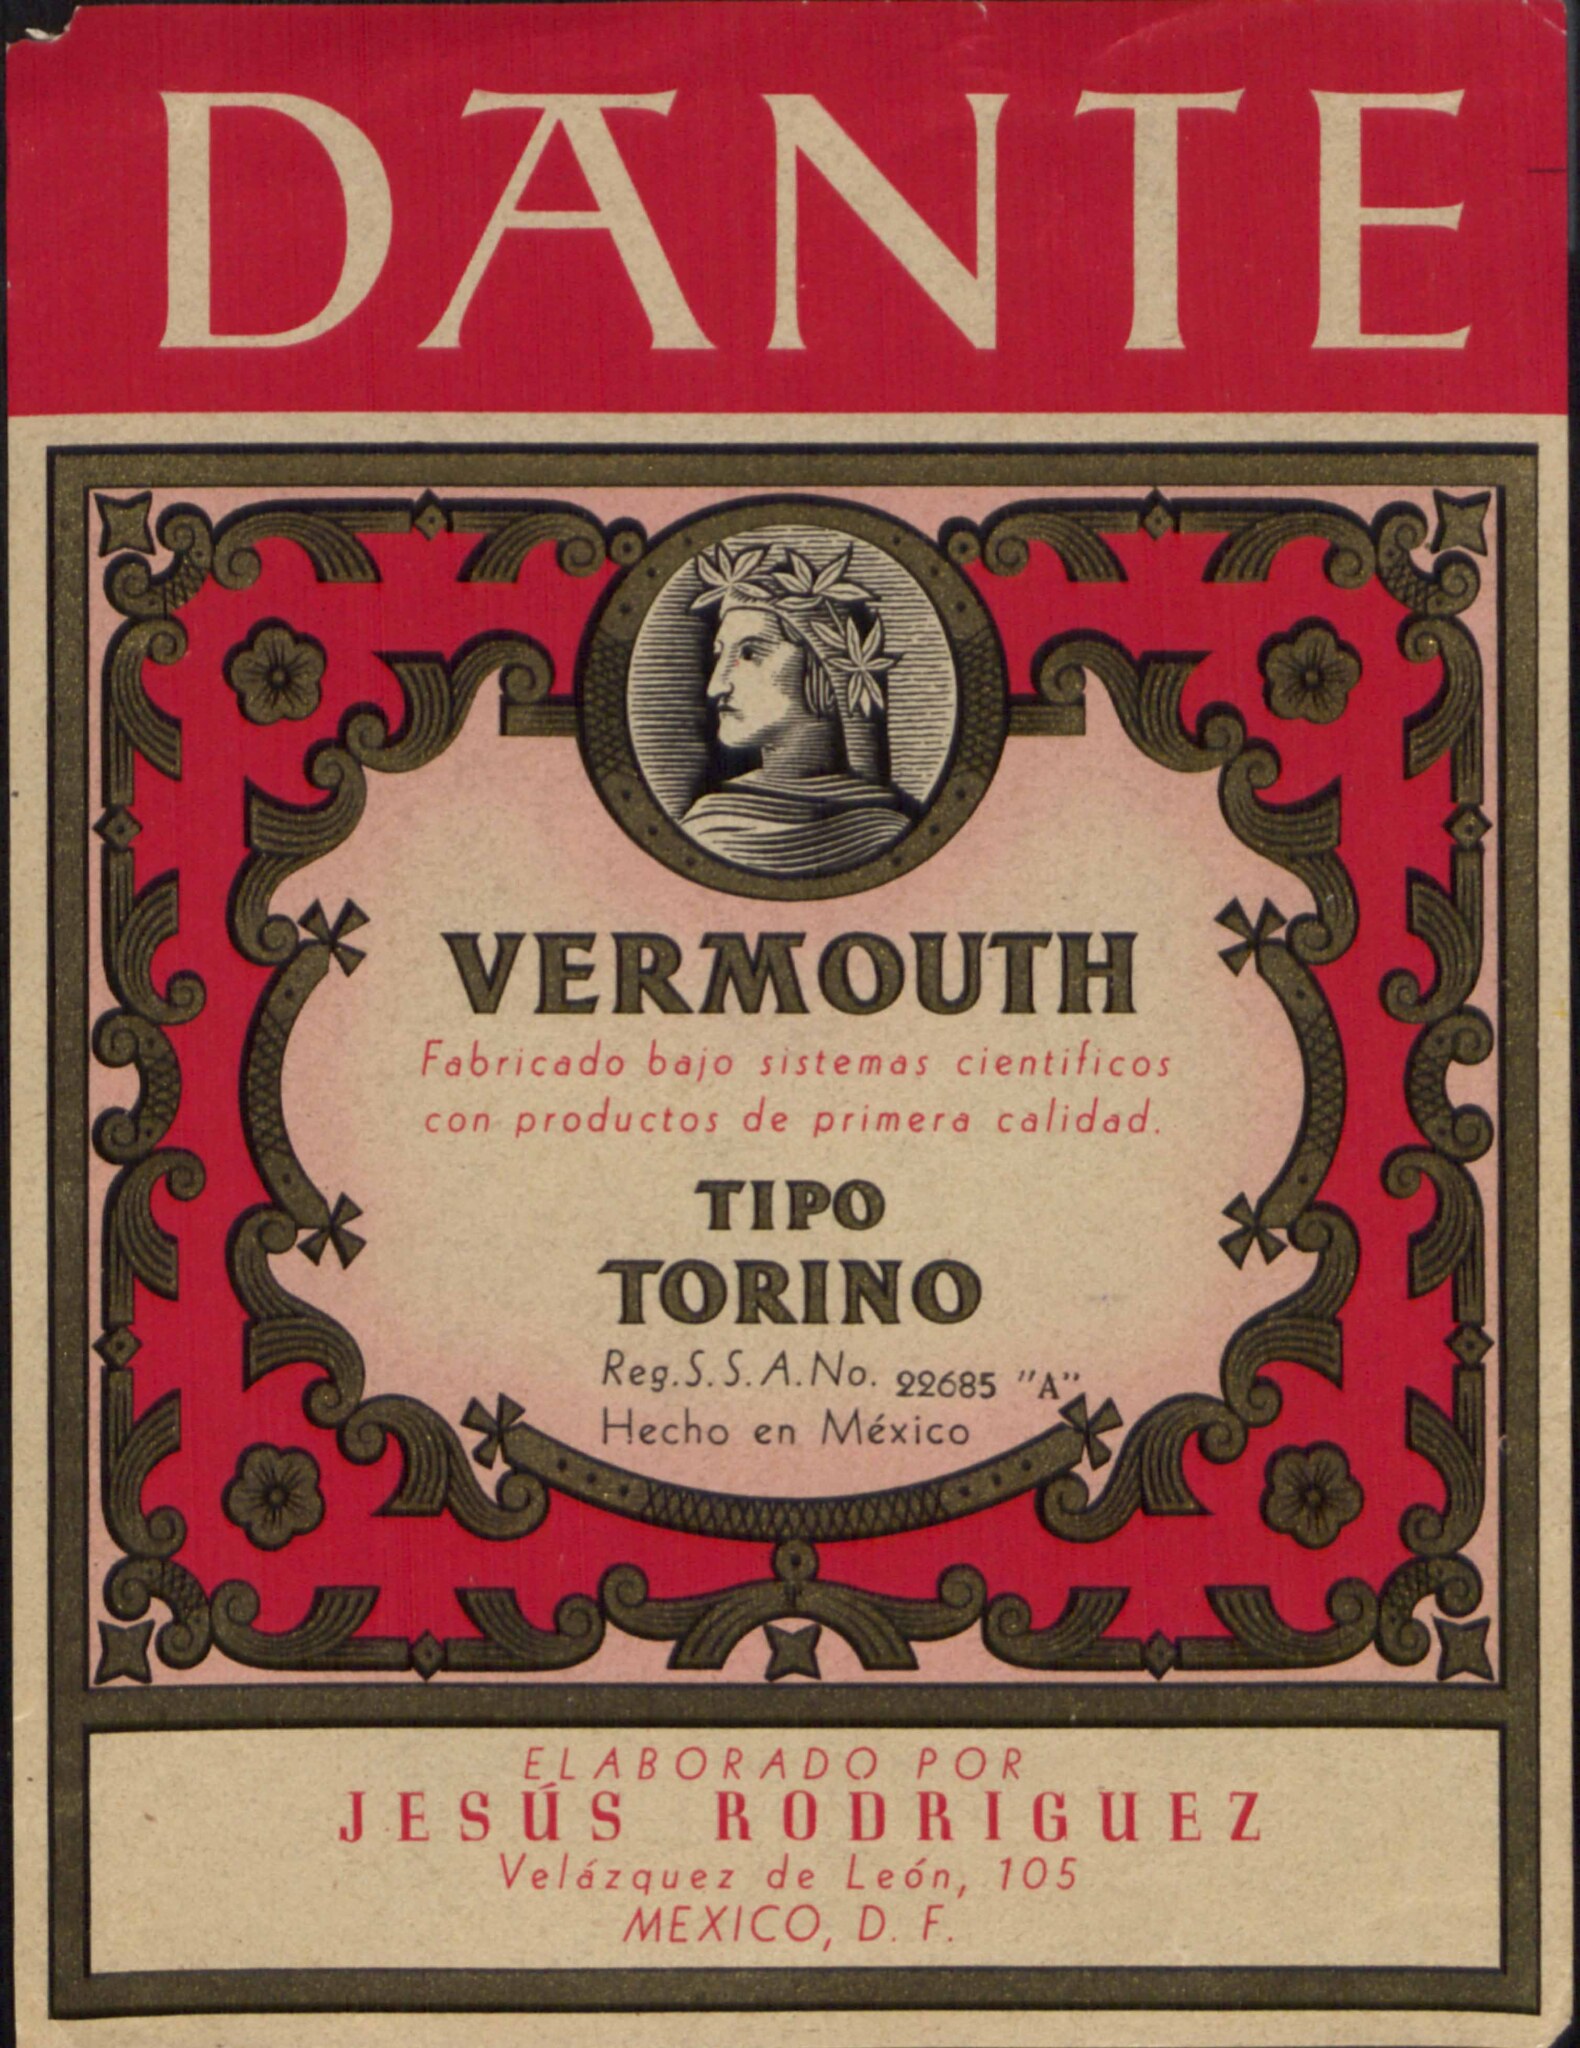 DANTE
VERMOUTH
Fabricado bajo sistemas cientificos
con productos de primera calidad.
TIPO
TORINO
Reg.S.S.A.No. 22685 "A"
Hecho en México
ELABORADO POR
JESÚS RODRIGUEZ
Velázquez de León, 105
MEXICO, D. F.